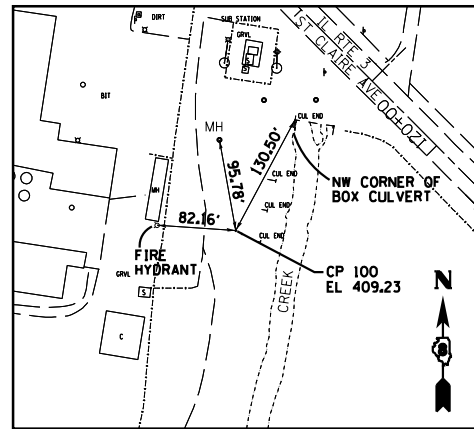 DIRT
SUB STATION
GRVL
S
S
IL RTE 3
1ST CLAIRE AVE
120+00
BIT
MH
CUL END
130.50'
95.78'
NW CORNER OF
BOX CULVERT
CUL END
MH
CUL END
82.16'
CUL END
FIRE
HYDRANT
CP 100
EL 409.23
GRVL
S
CREEK
N
C